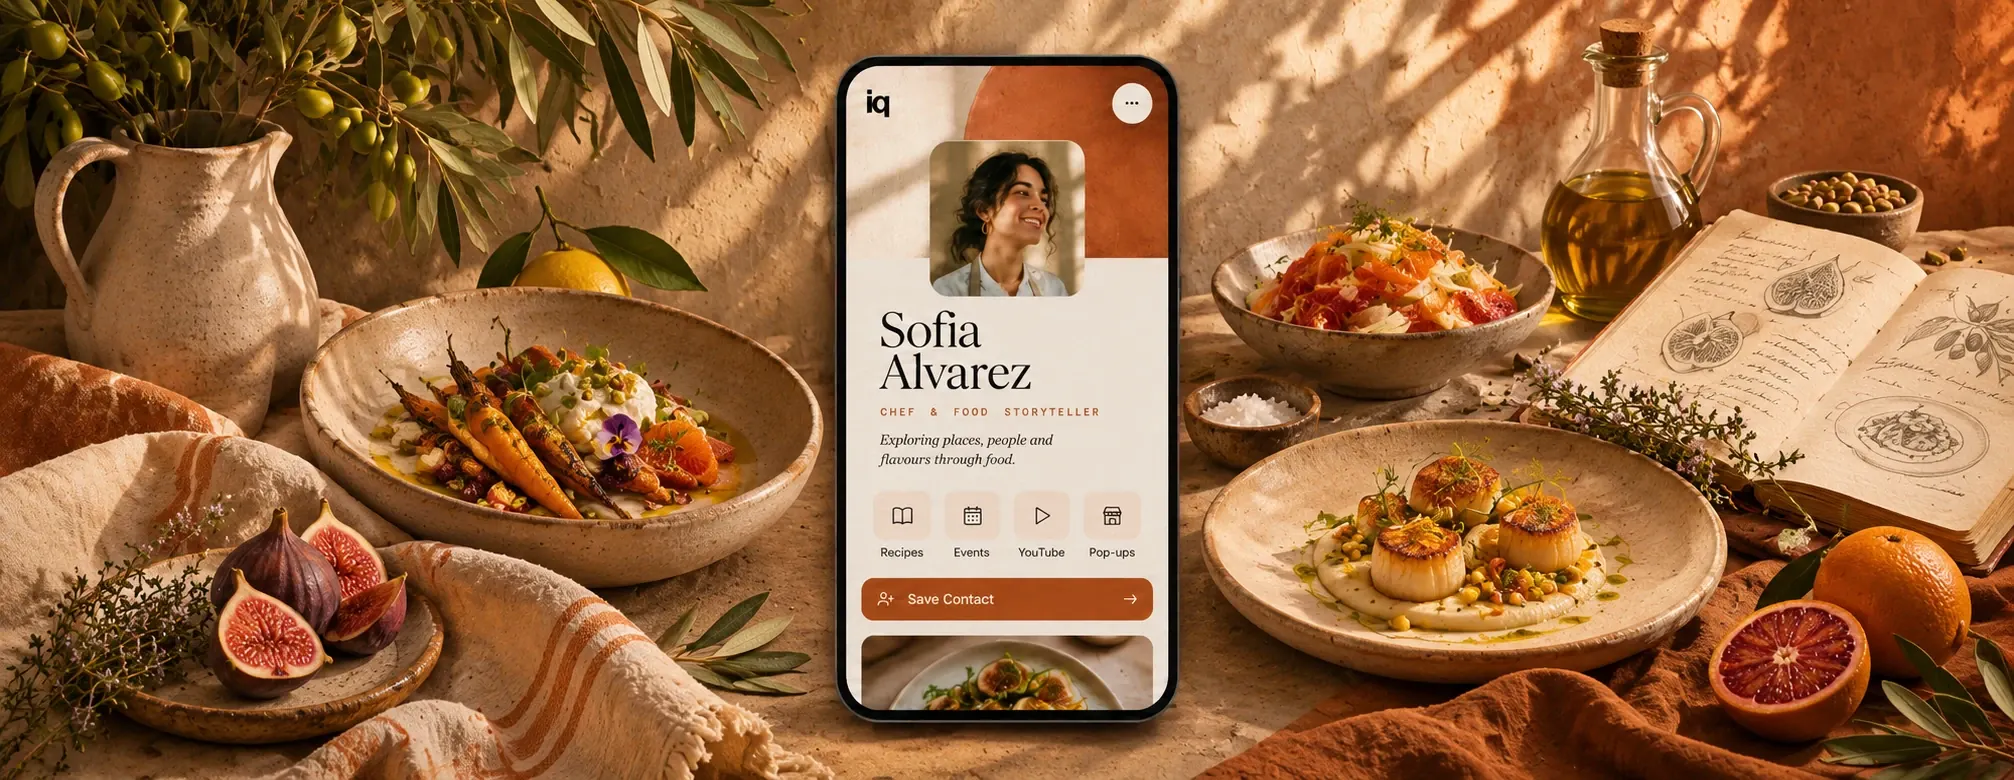 iq
Sofia
Alvarez
CHEF & FOOD STORYTELLER
Exploring places, people and
flavours through food.
Recipes Events YouTube Pop-ups
Save Contact